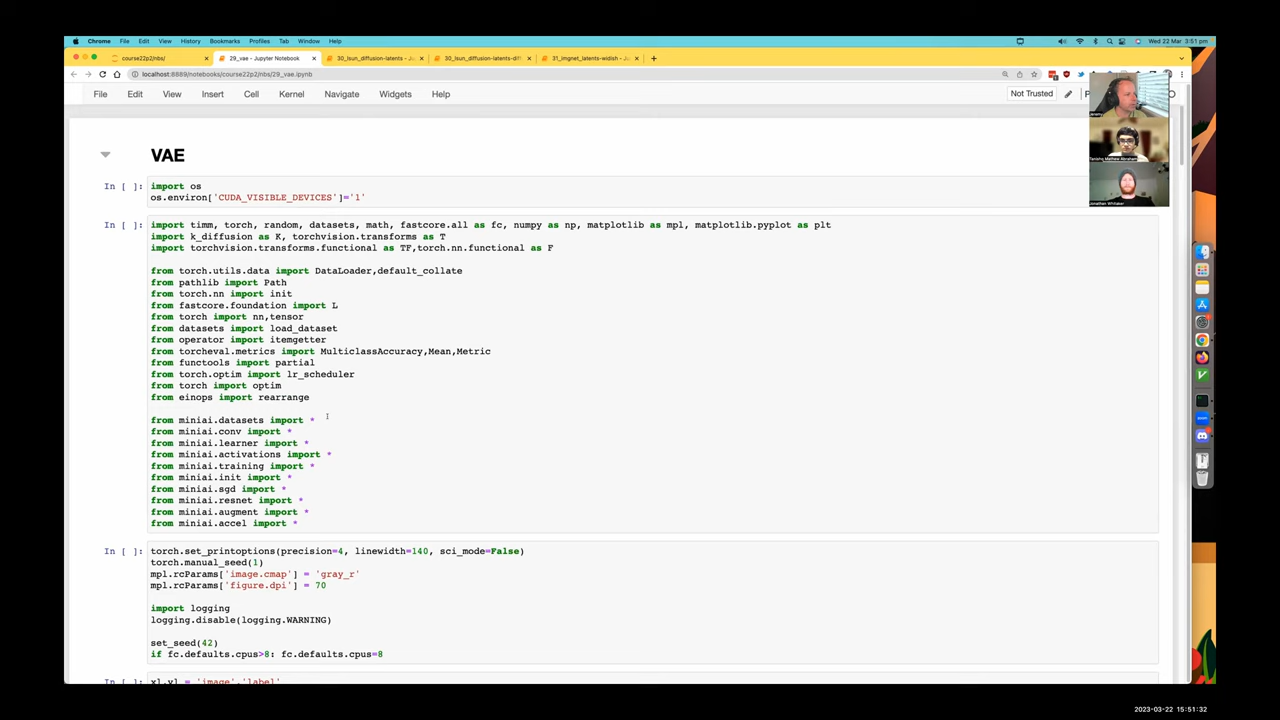 Chrome File Edit View History Bookmarks Profiles Tab Window Help Wed 22 Mar 3:51 pm
course22p2/nbs/ 29_vae - Jupyter Notebook 30_lsun_diffusion-latents - Ju 30_lsun_diffusion-latents-diff 31_imgnet_latents-widish - Ju
localhost:8889/notebooks/course22p2/nbs/29_vae.ipynb
File Edit View Insert Cell Kernel Navigate Widgets Help Not Trusted
Jeremy
Tanishq Mathew Abraham
Jonathan Whitaker
VAE
In [ ]: import os
os.environ['CUDA_VISIBLE_DEVICES']='1'
In [ ]: import timm, torch, random, datasets, math, fastcore.all as fc, numpy as np, matplotlib as mpl, matplotlib.pyplot as plt
import k_diffusion as K, torchvision.transforms as T
import torchvision.transforms.functional as TF,torch.nn.functional as F
from torch.utils.data import DataLoader,default_collate
from pathlib import Path
from torch.nn import init
from fastcore.foundation import L
from torch import nn,tensor
from datasets import load_dataset
from operator import itemgetter
from torcheval.metrics import MulticlassAccuracy,Mean,Metric
from functools import partial
from torch.optim import lr_scheduler
from torch import optim
from einops import rearrange
from miniai.datasets import *
from miniai.conv import *
from miniai.learner import *
from miniai.activations import *
from miniai.training import *
from miniai.init import *
from miniai.sgd import *
from miniai.resnet import *
from miniai.augment import *
from miniai.accel import *
In [ ]: torch.set_printoptions(precision=4, linewidth=140, sci_mode=False)
torch.manual_seed(1)
mpl.rcParams['image.cmap'] = 'gray_r'
mpl.rcParams['figure.dpi'] = 70
import logging
logging.disable(logging.WARNING)
set_seed(42)
if fc.defaults.cpus>8: fc.defaults.cpus=8
In [ ]: xl,yl = 'image','label'
2023-03-22 15:51:32